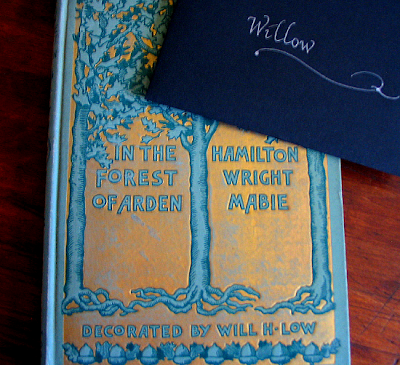 Willow
IN THE
FOREST
OF ARDEN
HAMILTON
WRIGHT
MABIE
DECORATED BY WILL H·LOW